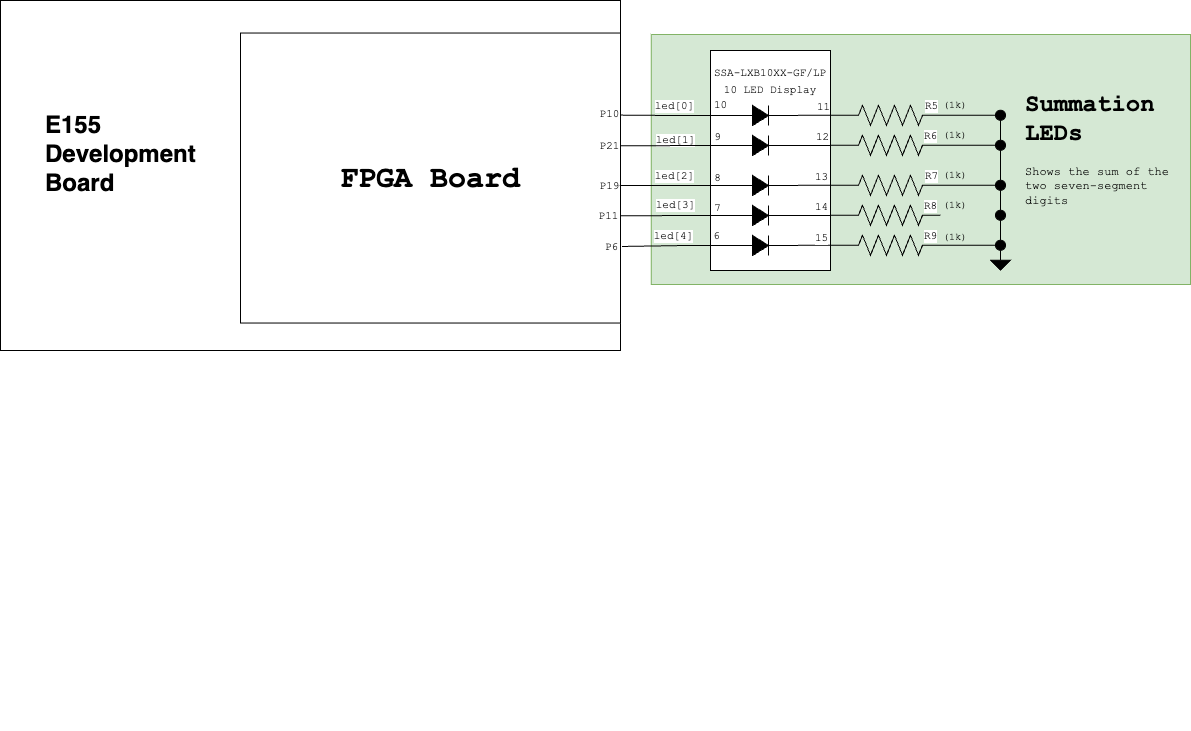 E155
Development
Board
FPGA Board
P10
P21
P19
P11
P6
led[0]
led[1]
led[2]
led[3]
led[4]
SSA-LXB10XX-GF/LP
10 LED Display
10
9
8
7
6
11
12
13
14
15
R5 (1k)
R6 (1k)
R7 (1k)
R8 (1k)
R9 (1k)
Summation
LEDs
Shows the sum of the
two seven-segment
digits